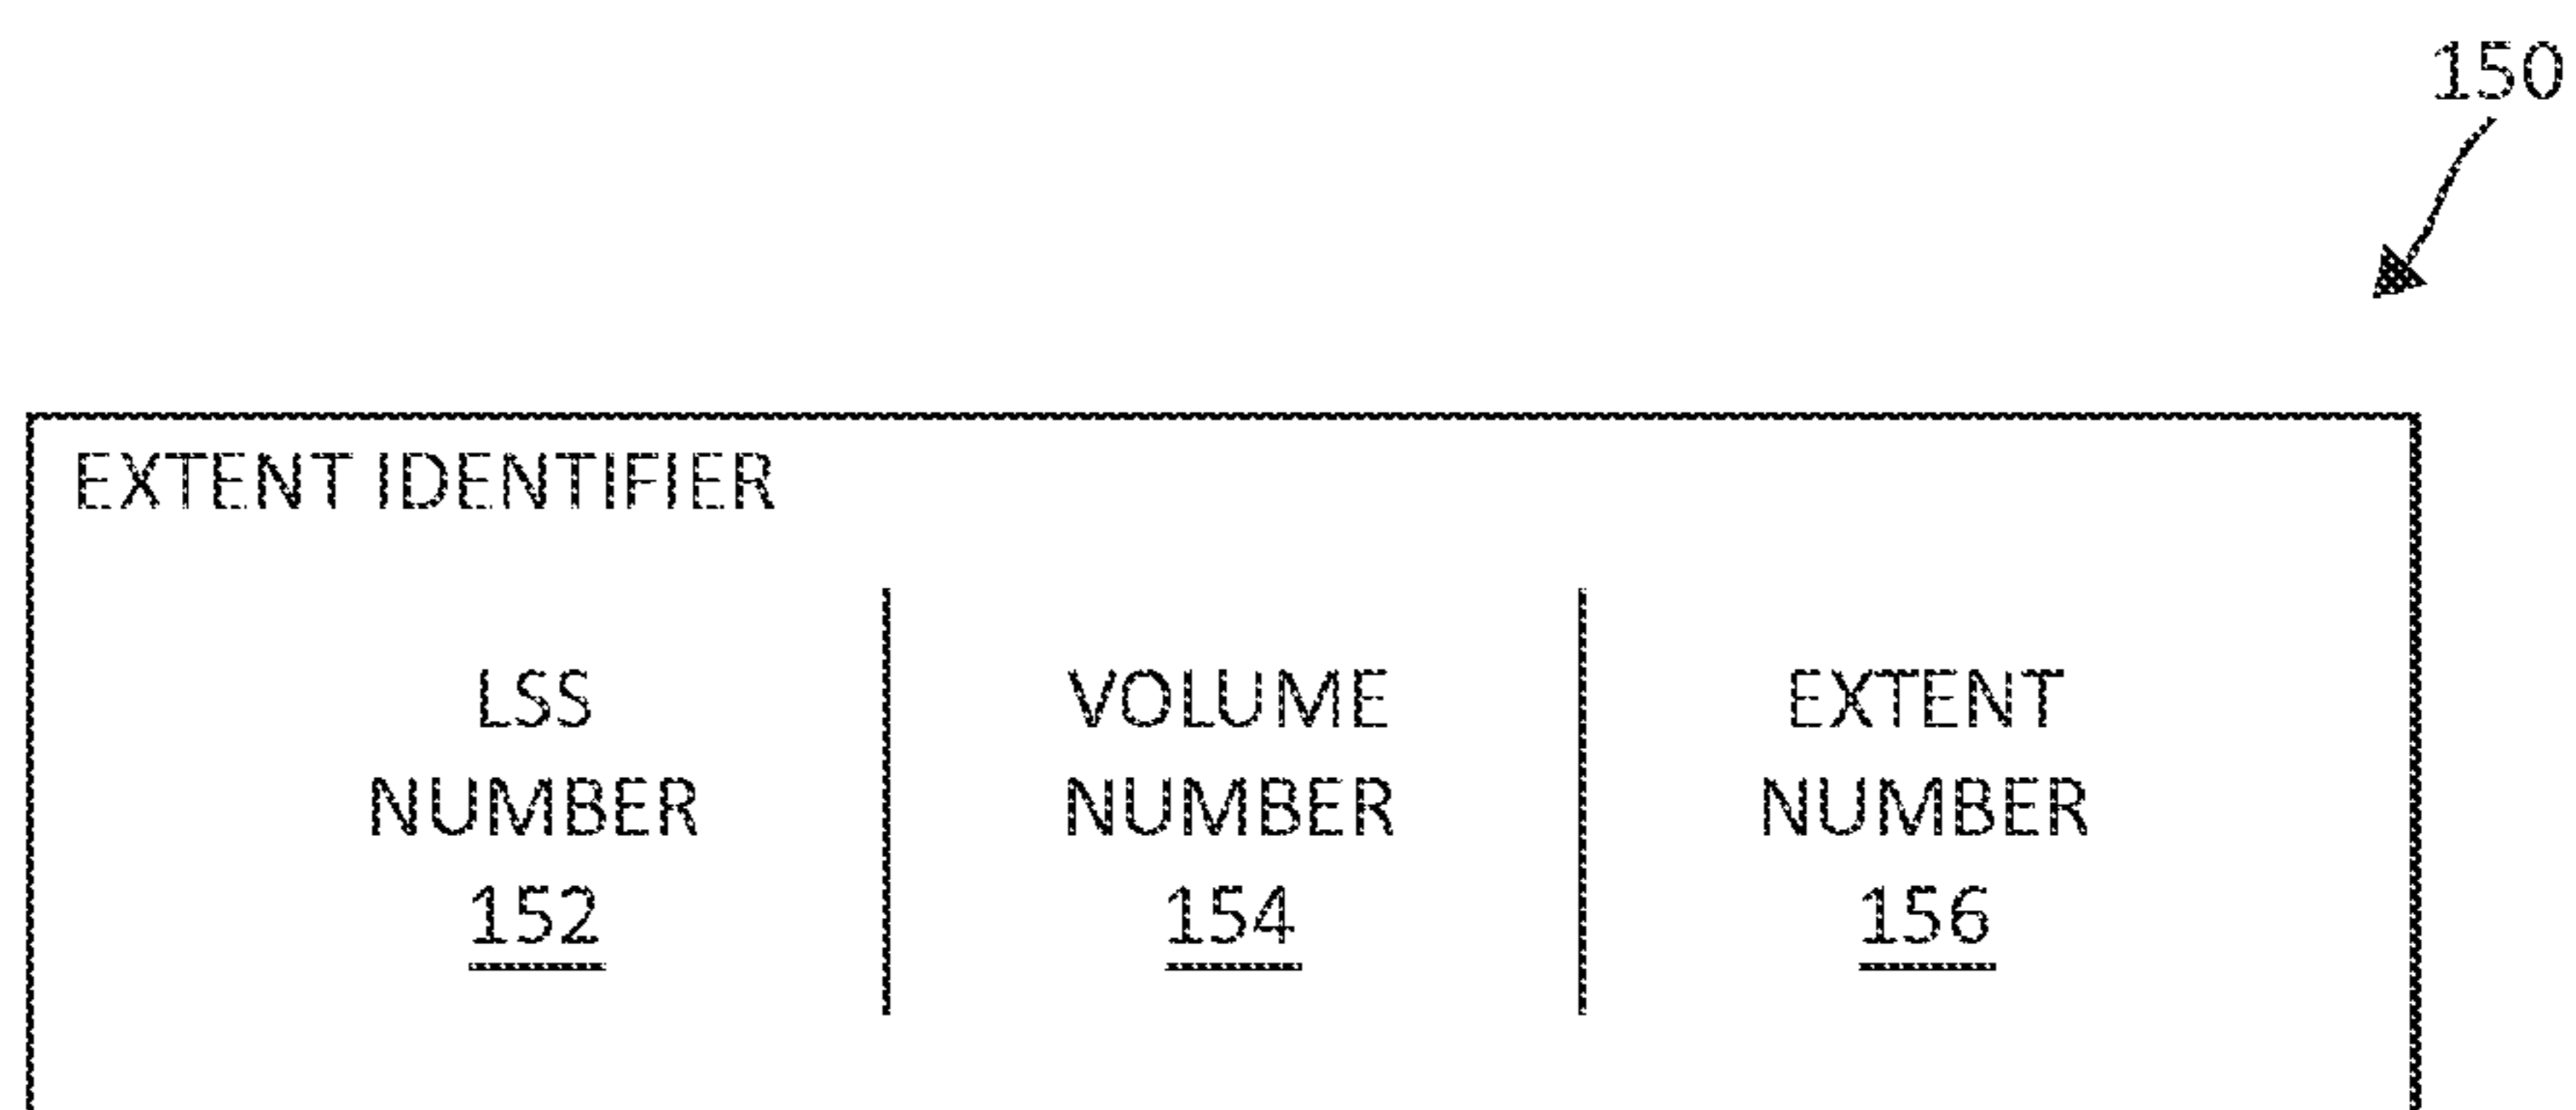 150
EXTENT IDENTIFIER
LSS NUMBER 152
VOLUME NUMBER 154
EXTENT NUMBER 156